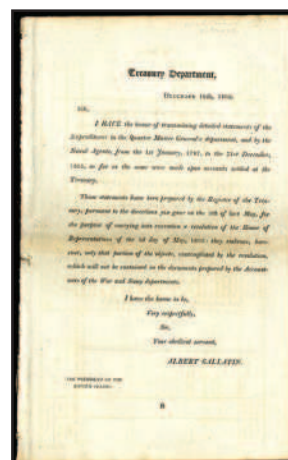 Treasury Department,
December 16th, 1802.
SIR,
I HAVE the honor of transmitting detailed statements of the
Expenditures in the Quarter Master General's department, and by the
Naval Agents, from the 1st January, 1797, to the 31st December,
1801, so far as the same were made upon accounts settled at the
Treasury.
These statements have been prepared by the Register of the Trea-
sury, pursuant to the directions you gave on the 5th of last May, for
the purpose of carrying into execution a resolution of the House of
Representatives of the 1st day of May, 1802: they embrace, how-
ever, only that portion of the objects, contemplated by the resolution,
which will not be contained in the documents prepared by the Account-
ants of the War and Navy departments.
I have the honor to be,
Very respectfully,
Sir,
Your obedient servant,
ALBERT GALLATIN.
THE PRESIDENT OF THE
UNITED STATES.